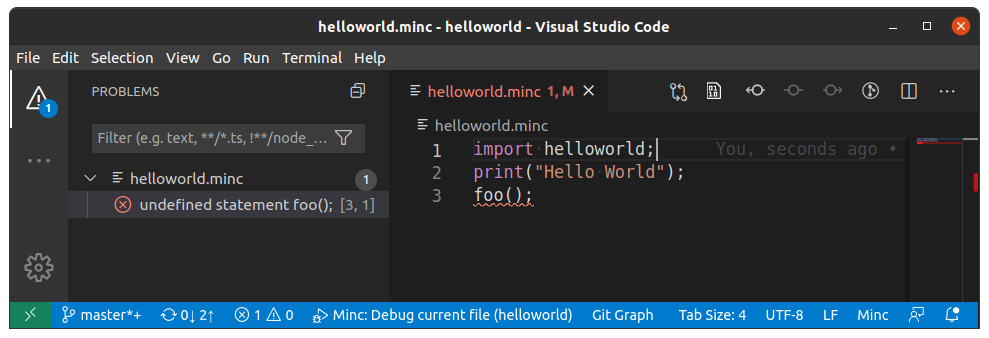 helloworld.minc - helloworld - Visual Studio Code
File Edit Selection View Go Run Terminal Help
1
PROBLEMS
Filter (e.g. text, **/*.ts, !**/node_...
helloworld.minc 1
undefined statement foo(); [3, 1]
helloworld.minc 1, M
helloworld.minc
1 import·helloworld; You, seconds ago •
2 print("Hello·World");
3 foo();
master*+ 0↓ 2↑ 1 0 Minc: Debug current file (helloworld) Git Graph Tab Size: 4 UTF-8 LF Minc